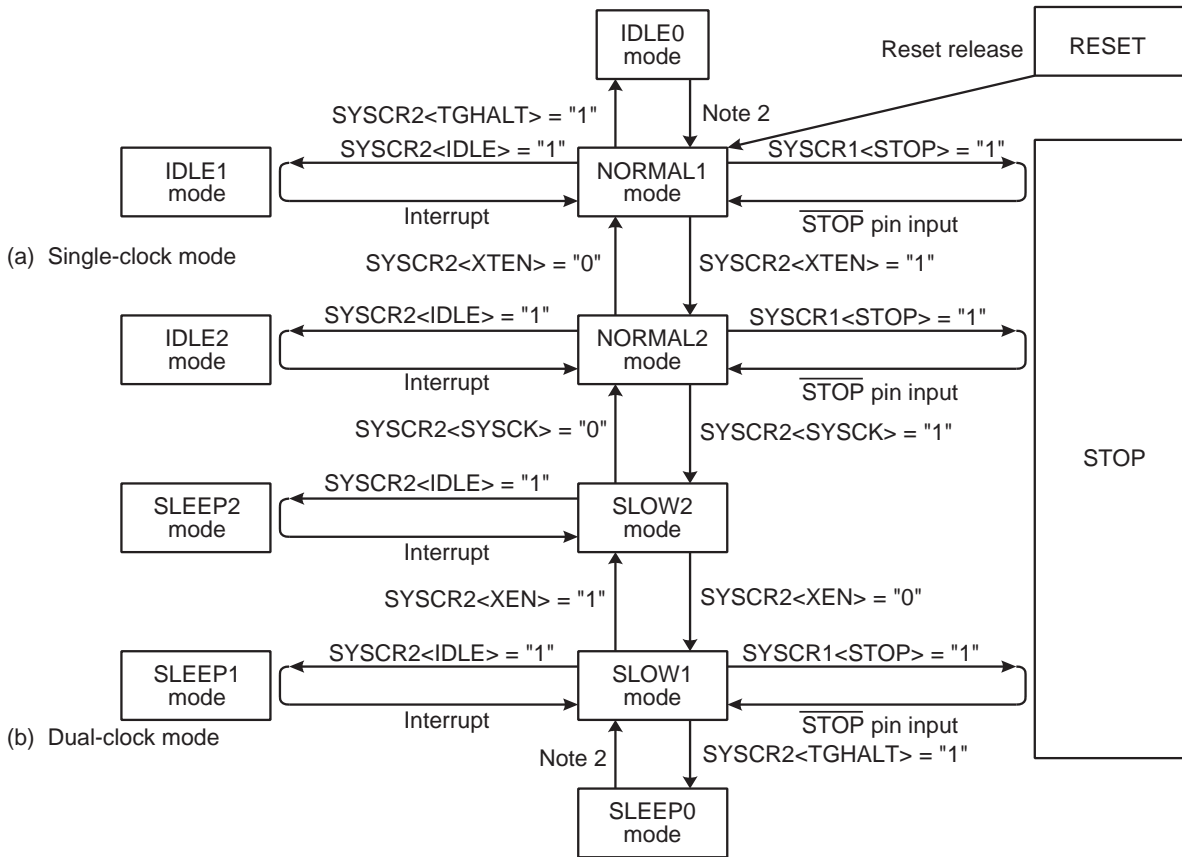 IDLE0
mode
Reset release
RESET
SYSCR2<TGHALT> = "1"
Note 2
IDLE1
mode
SYSCR2<IDLE> = "1"
Interrupt
NORMAL1
mode
SYSCR1<STOP> = "1"
STOP pin input
(a) Single-clock mode
SYSCR2<XTEN> = "0"
SYSCR2<XTEN> = "1"
IDLE2
mode
SYSCR2<IDLE> = "1"
Interrupt
NORMAL2
mode
SYSCR1<STOP> = "1"
STOP pin input
SYSCR2<SYSCK> = "0"
SYSCR2<SYSCK> = "1"
STOP
SLEEP2
mode
SYSCR2<IDLE> = "1"
Interrupt
SLOW2
mode
SYSCR2<XEN> = "1"
SYSCR2<XEN> = "0"
SLEEP1
mode
SYSCR2<IDLE> = "1"
Interrupt
SLOW1
mode
SYSCR1<STOP> = "1"
STOP pin input
(b) Dual-clock mode
Note 2
SYSCR2<TGHALT> = "1"
SLEEP0
mode